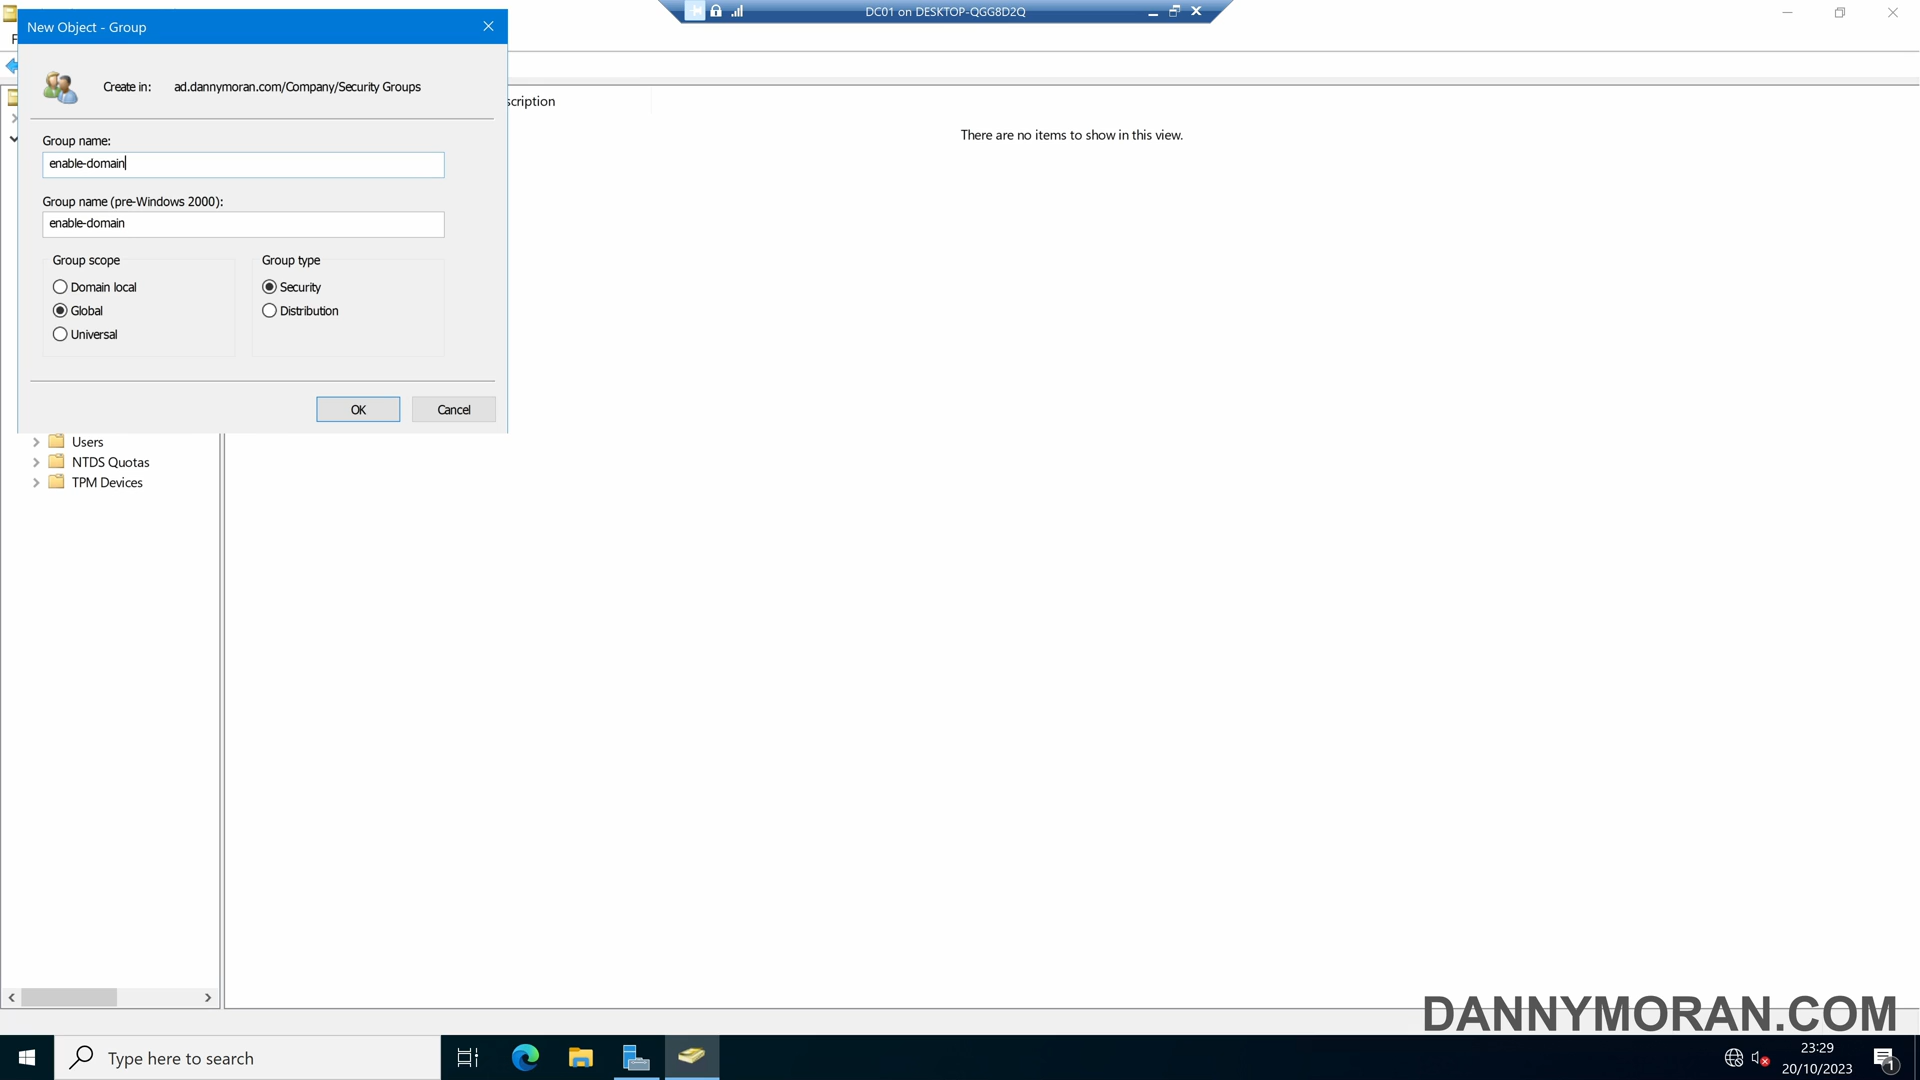 DC01 on DESKTOP-QGG8D2Q
New Object - Group
Create in: ad.dannymoran.com/Company/Security Groups
scription
There are no items to show in this view.
Group name:
enable-domain
Group name (pre-Windows 2000):
enable-domain
Group scope
Group type
Domain local
Security
Global
Distribution
Universal
OK
Cancel
Users
NTDS Quotas
TPM Devices
DANNYMORAN.COM
Type here to search
23:29
20/10/2023
1